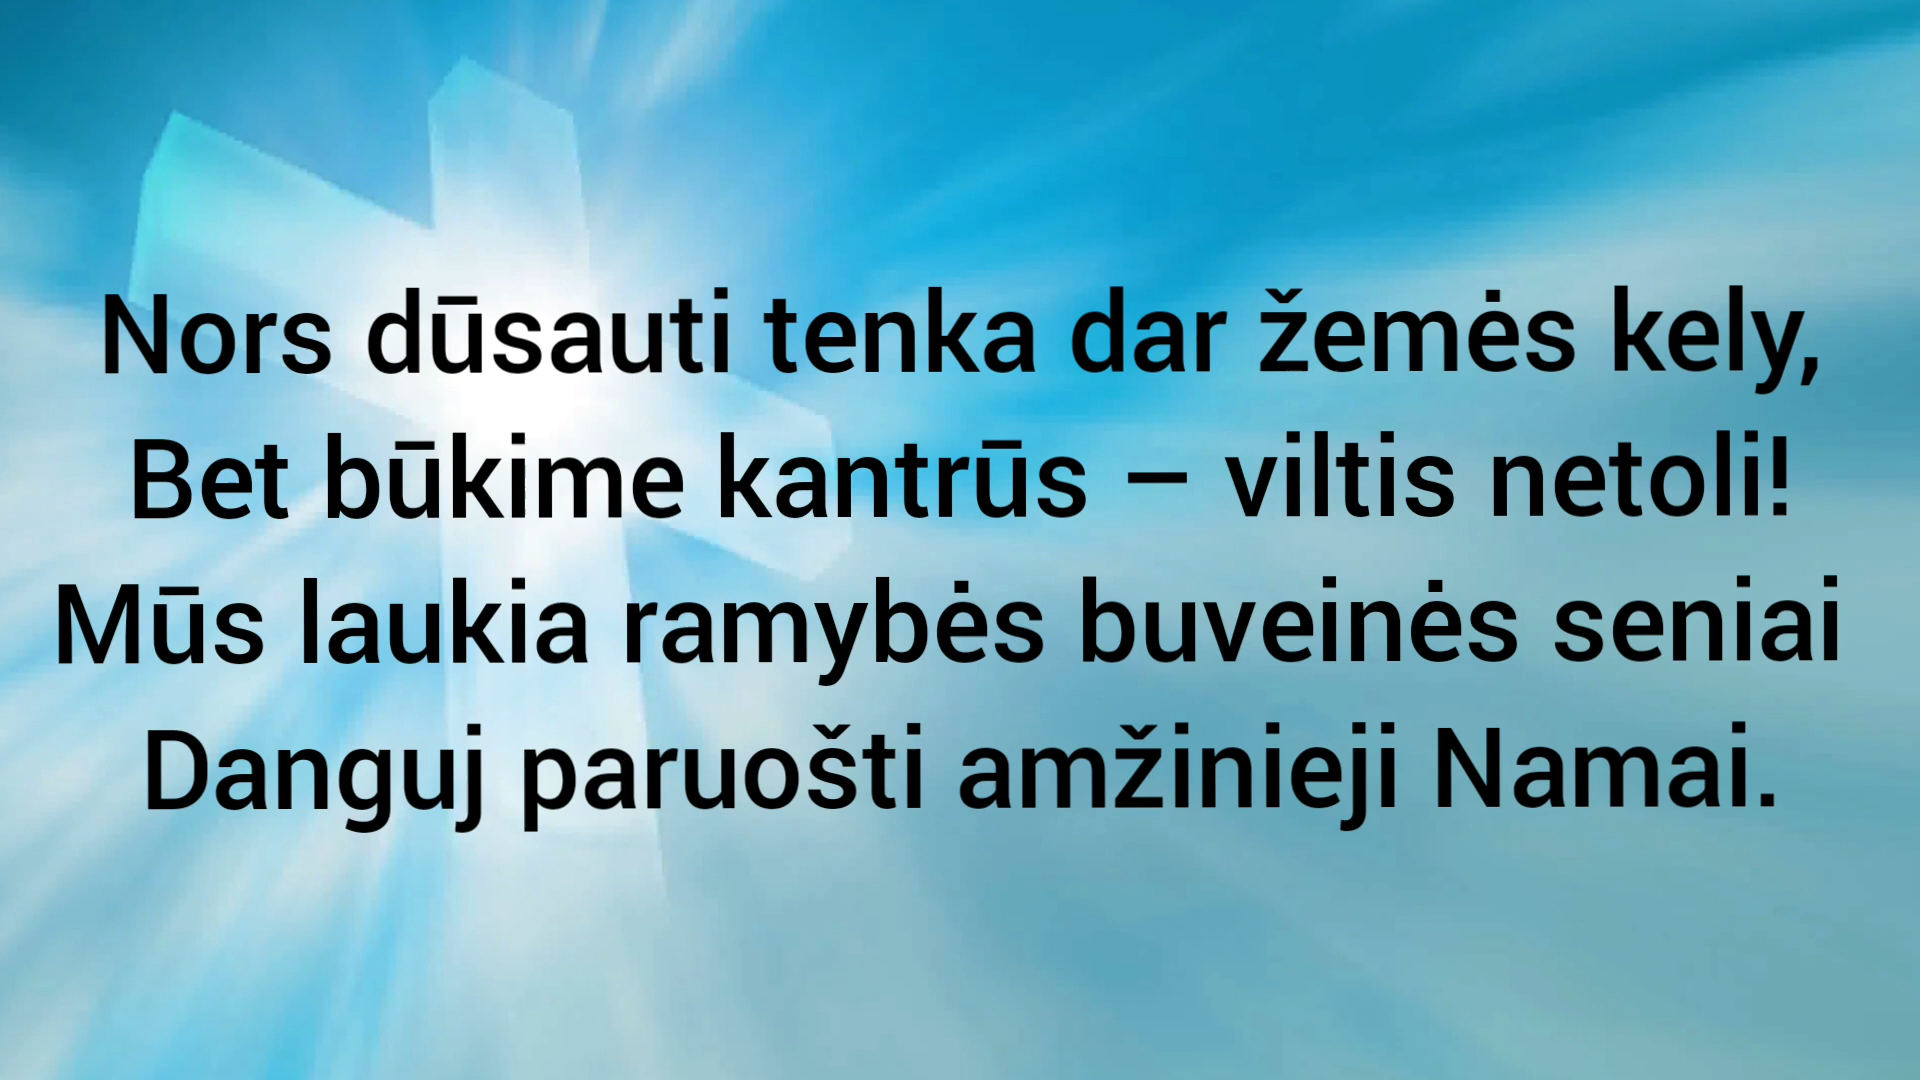 Nors dūsauti tenka dar žemės kely,
Bet būkime kantrūs – viltis netoli!
Mūs laukia ramybės buveinės seniai
Danguj paruošti amžinieji Namai.